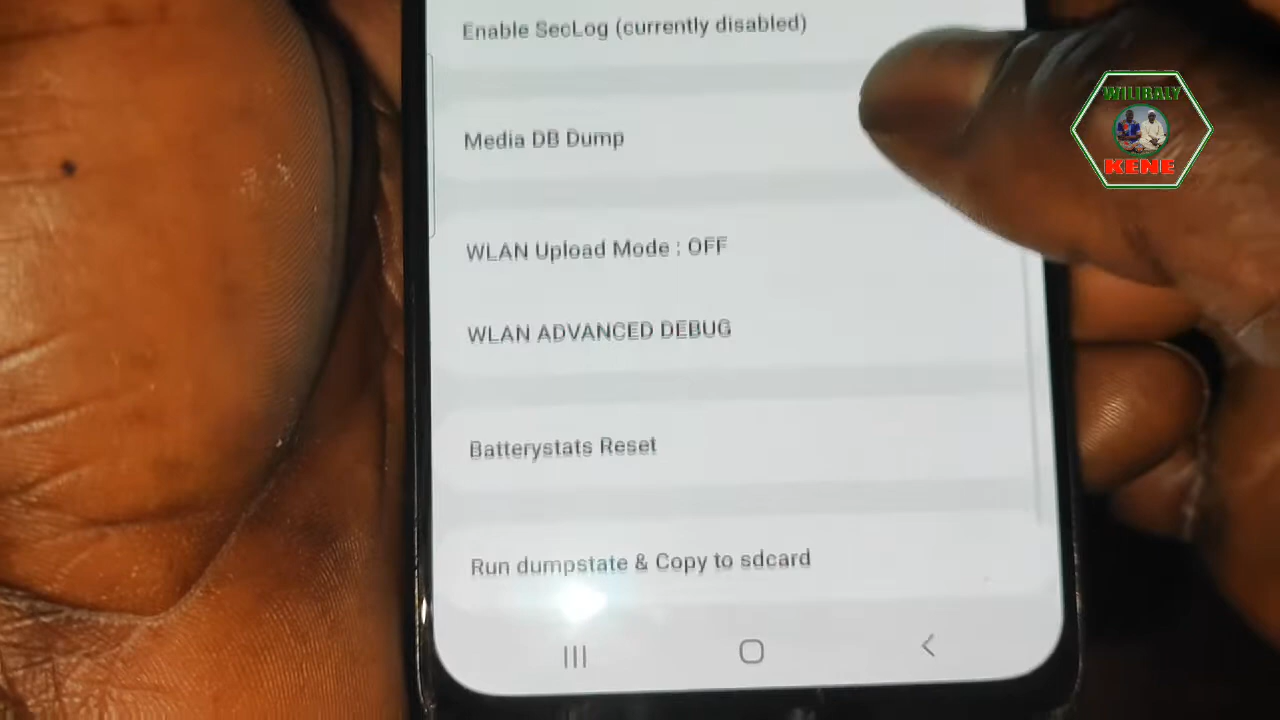 Enable SecLog (currently disabled)
Media DB Dump
WLAN Upload Mode : OFF
WLAN ADVANCED DEBUG
Batterystats Reset
Run dumpstate & Copy to sdcard
WILIBALY
KENE